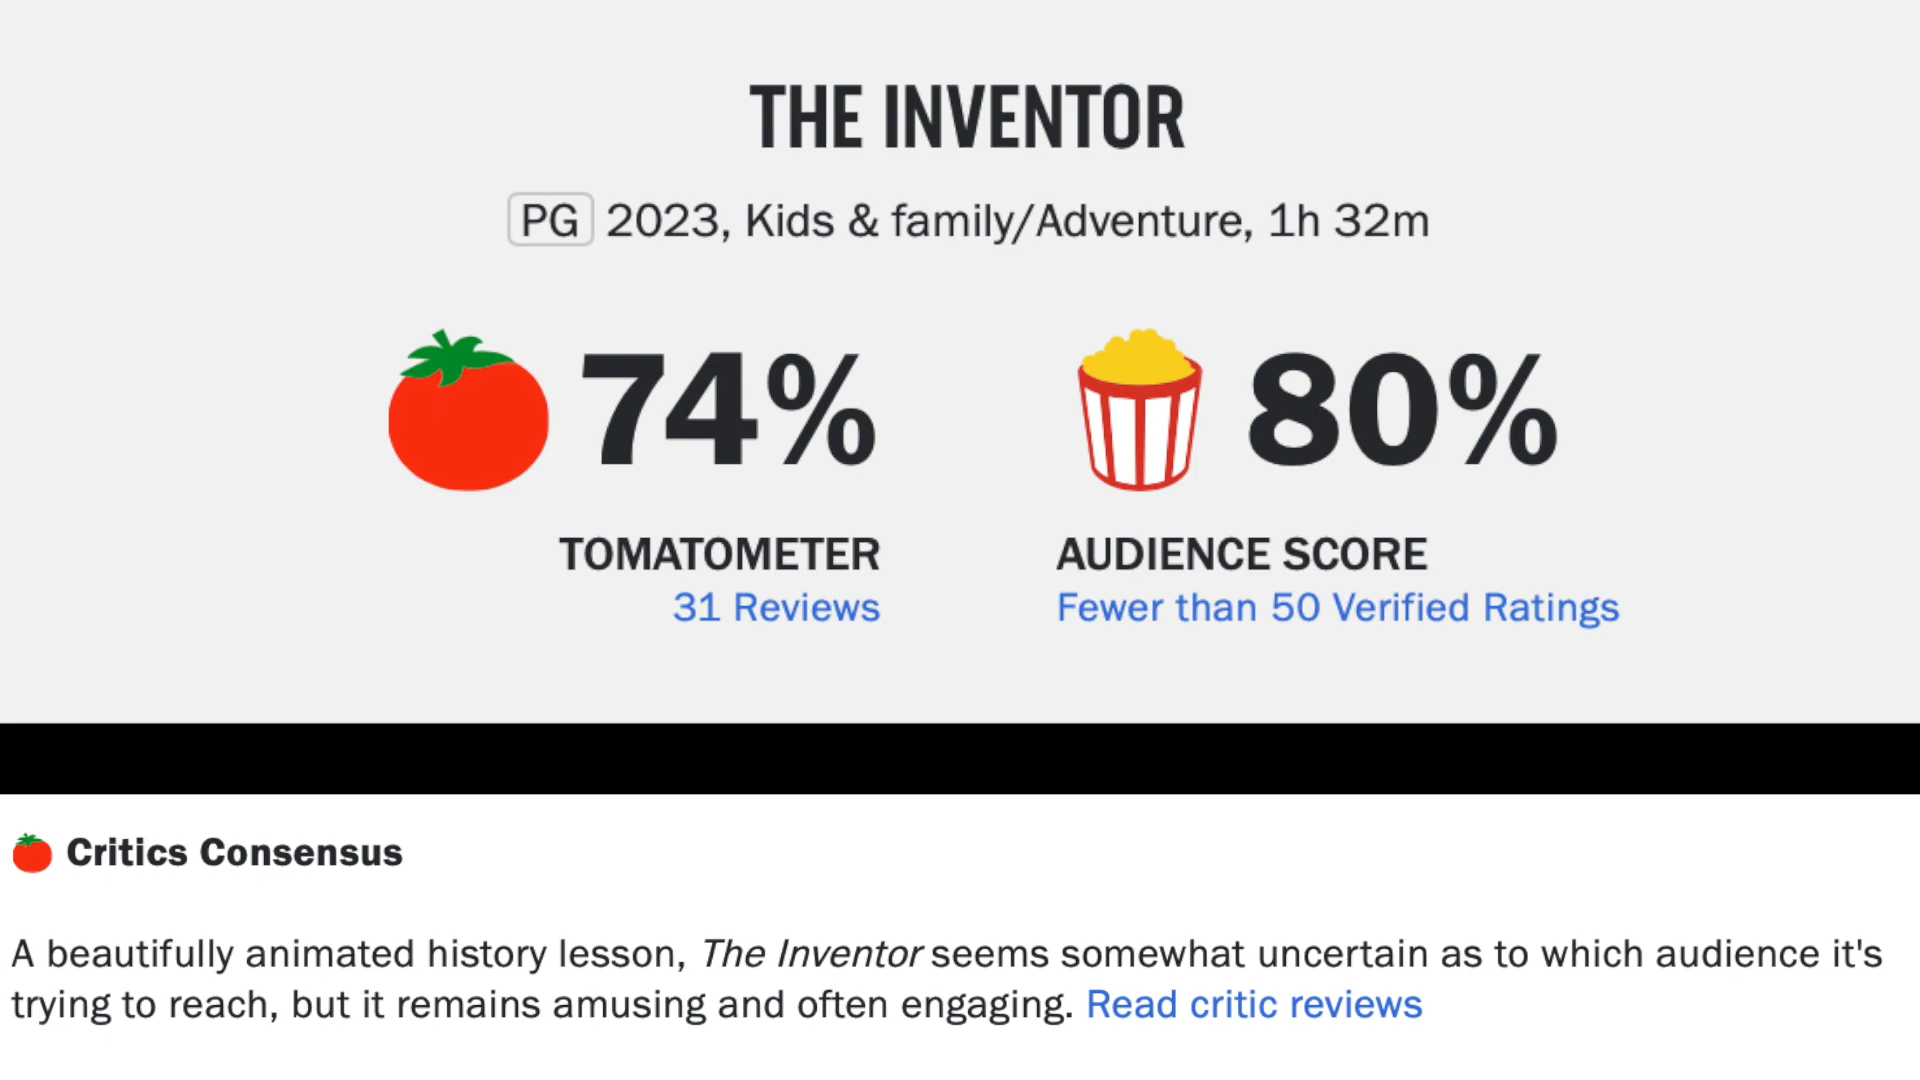 THE INVENTOR
PG 2023, Kids & family/Adventure, 1h 32m
74% 80%
TOMATOMETER AUDIENCE SCORE
31 Reviews Fewer than 50 Verified Ratings
Critics Consensus
A beautifully animated history lesson, The Inventor seems somewhat uncertain as to which audience it's
trying to reach, but it remains amusing and often engaging. Read critic reviews